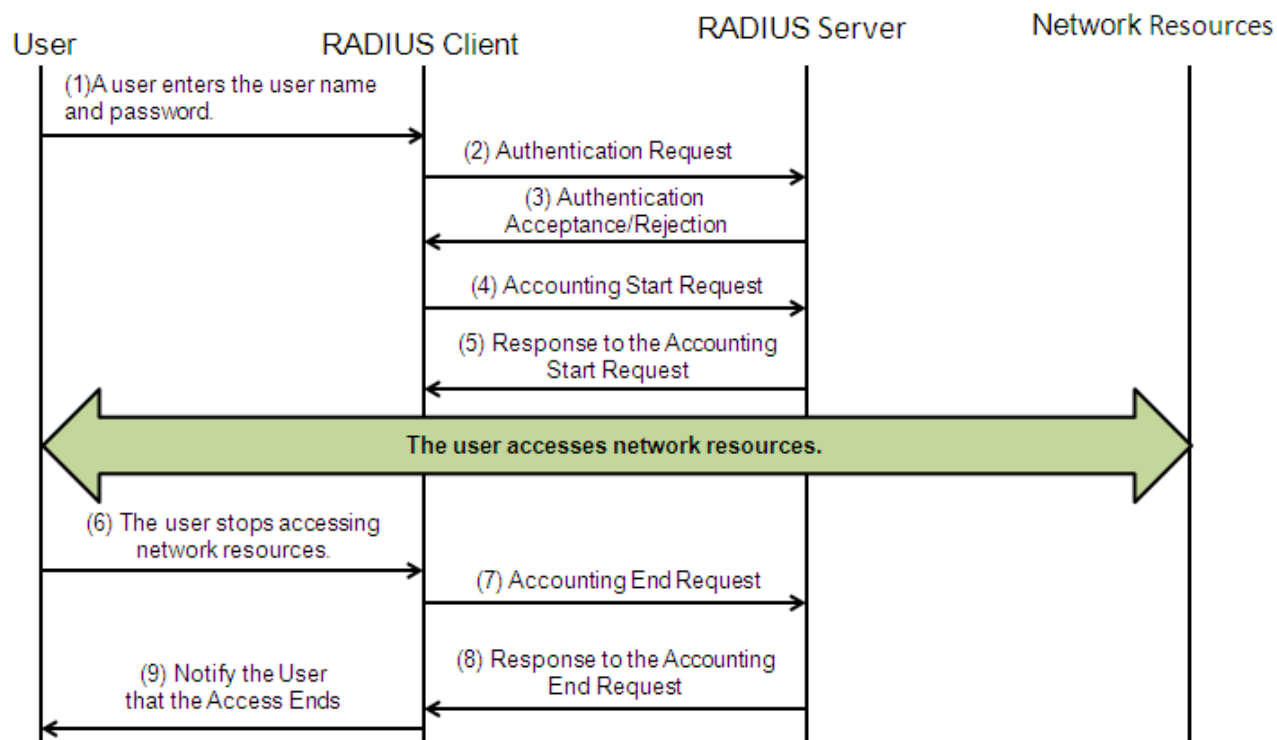 User
RADIUS Client
RADIUS Server
Network Resources
(1)A user enters the user name
and password.
(2) Authentication Request
(3) Authentication
Acceptance/Rejection
(4) Accounting Start Request
(5) Response to the Accounting
Start Request
The user accesses network resources.
(6) The user stops accessing
network resources.
(7) Accounting End Request
(8) Response to the Accounting
End Request
(9) Notify the User
that the Access Ends